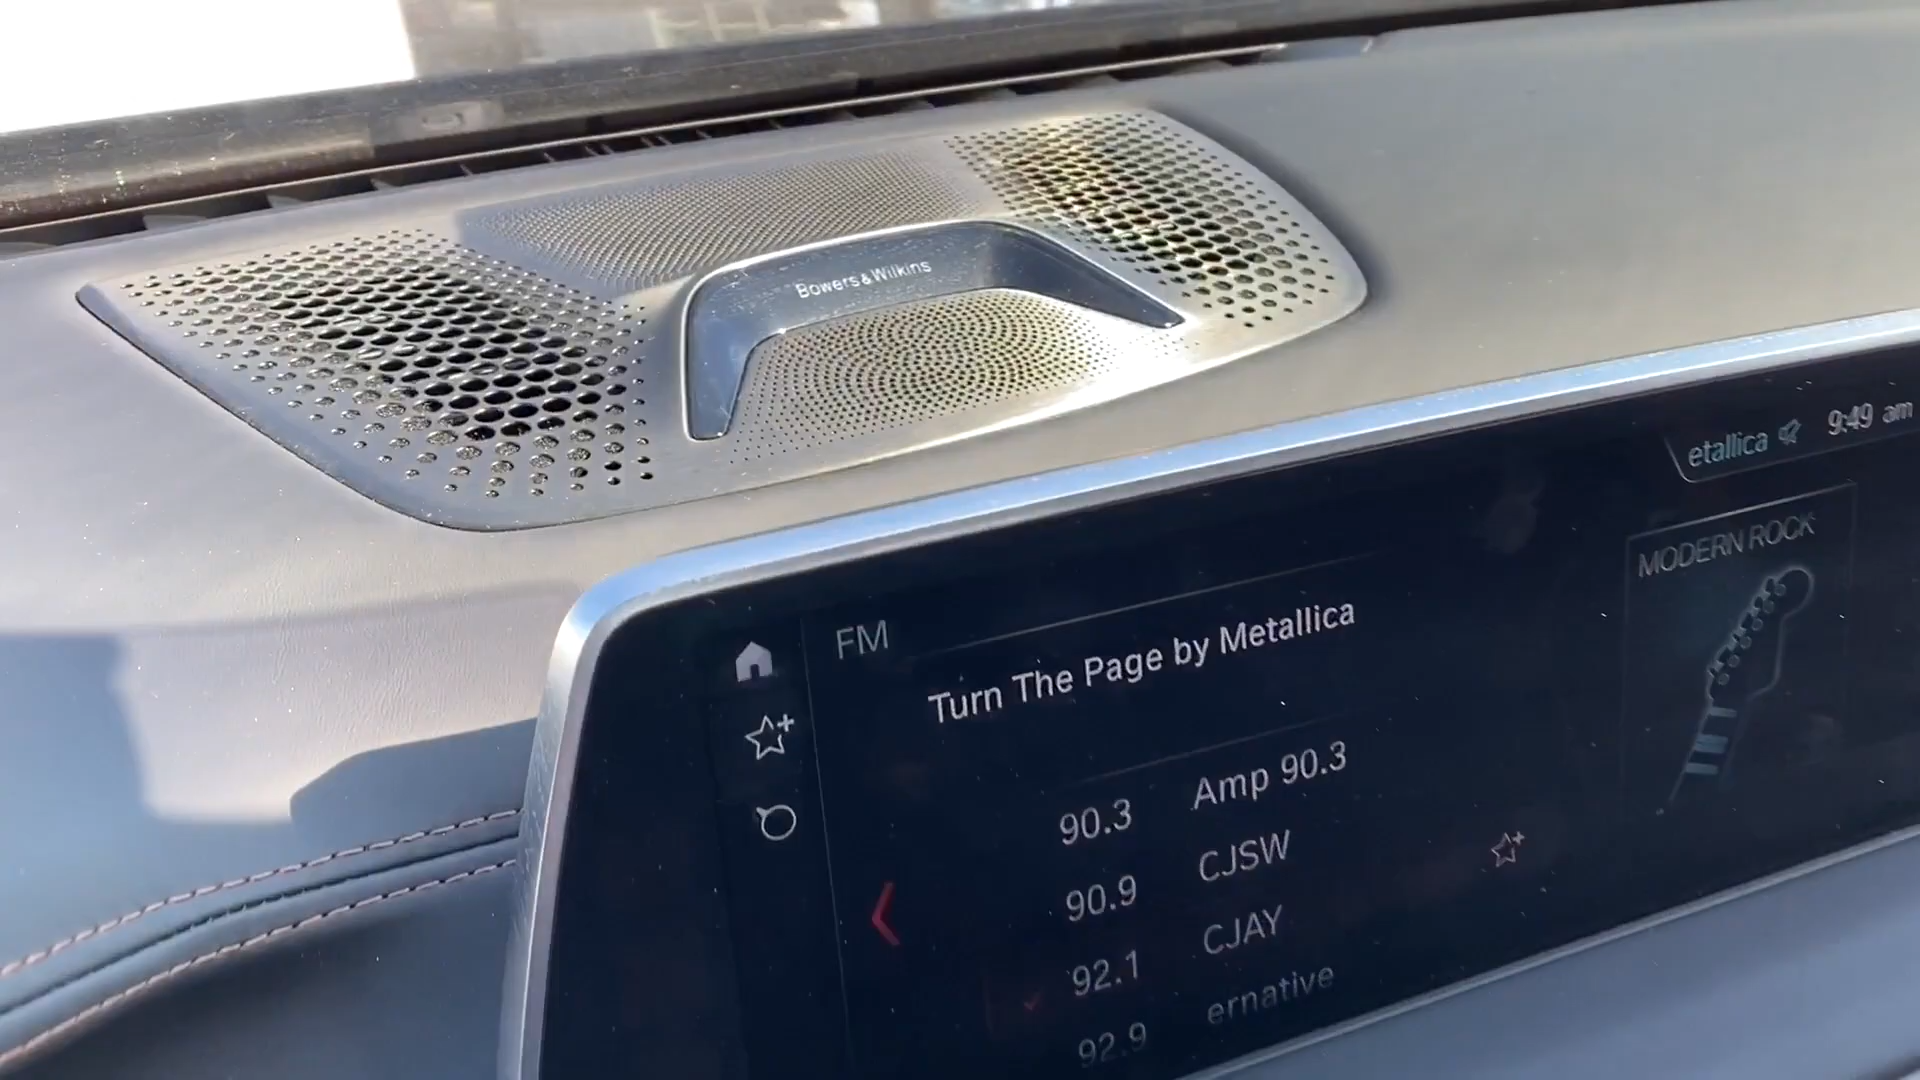 Bowers & Wilkins
etallica 9:49 am
MODERN ROCK
FM
Turn The Page by Metallica
90.3 Amp 90.3
90.9 CJSW
92.1 CJAY
92.9 ernative